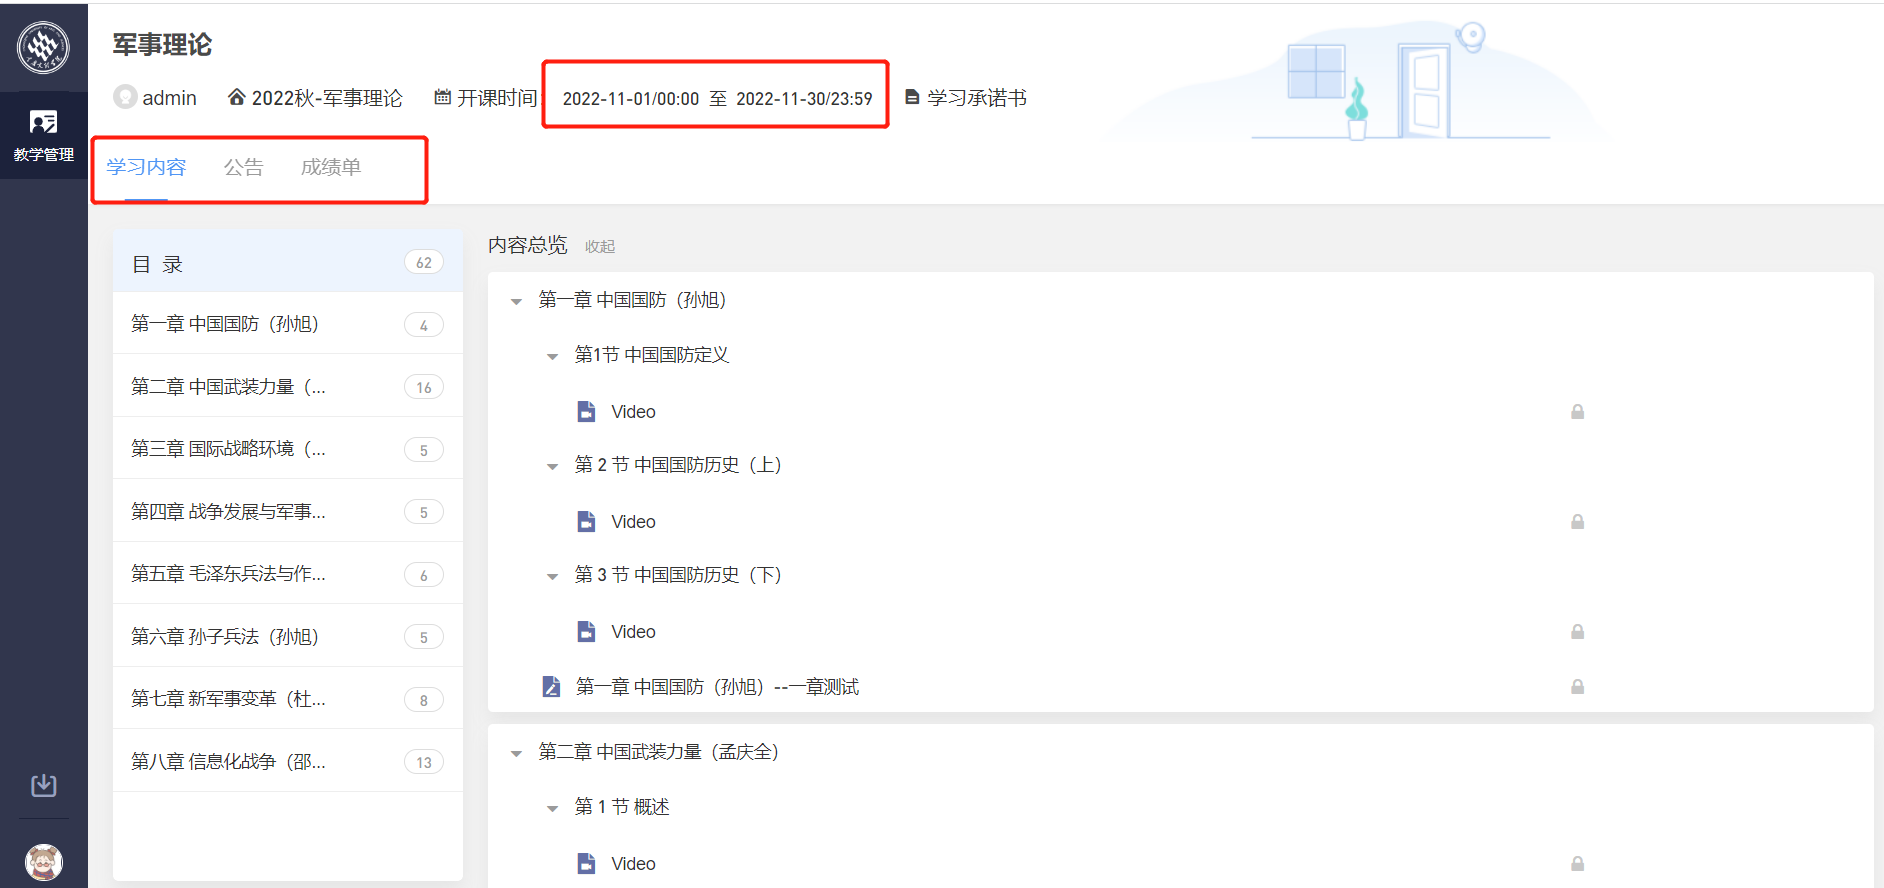 军事理论
admin 2022秋-军事理论 开课时间 2022-11-01/00:00 至 2022-11-30/23:59 学习承诺书
教学管理
学习内容 公告 成绩单
目 录 62
第一章 中国国防（孙旭） 4
第二章 中国武装力量（... 16
第三章 国际战略环境（... 5
第四章 战争发展与军事... 5
第五章 毛泽东兵法与作... 6
第六章 孙子兵法（孙旭） 5
第七章 新军事变革（杜... 8
第八章 信息化战争（邵... 13
内容总览 收起
第一章 中国国防（孙旭）
第1节 中国国防定义
Video
第 2 节 中国国防历史（上）
Video
第 3 节 中国国防历史（下）
Video
第一章 中国国防（孙旭）--一章测试
第二章 中国武装力量（孟庆全）
第 1 节 概述
Video